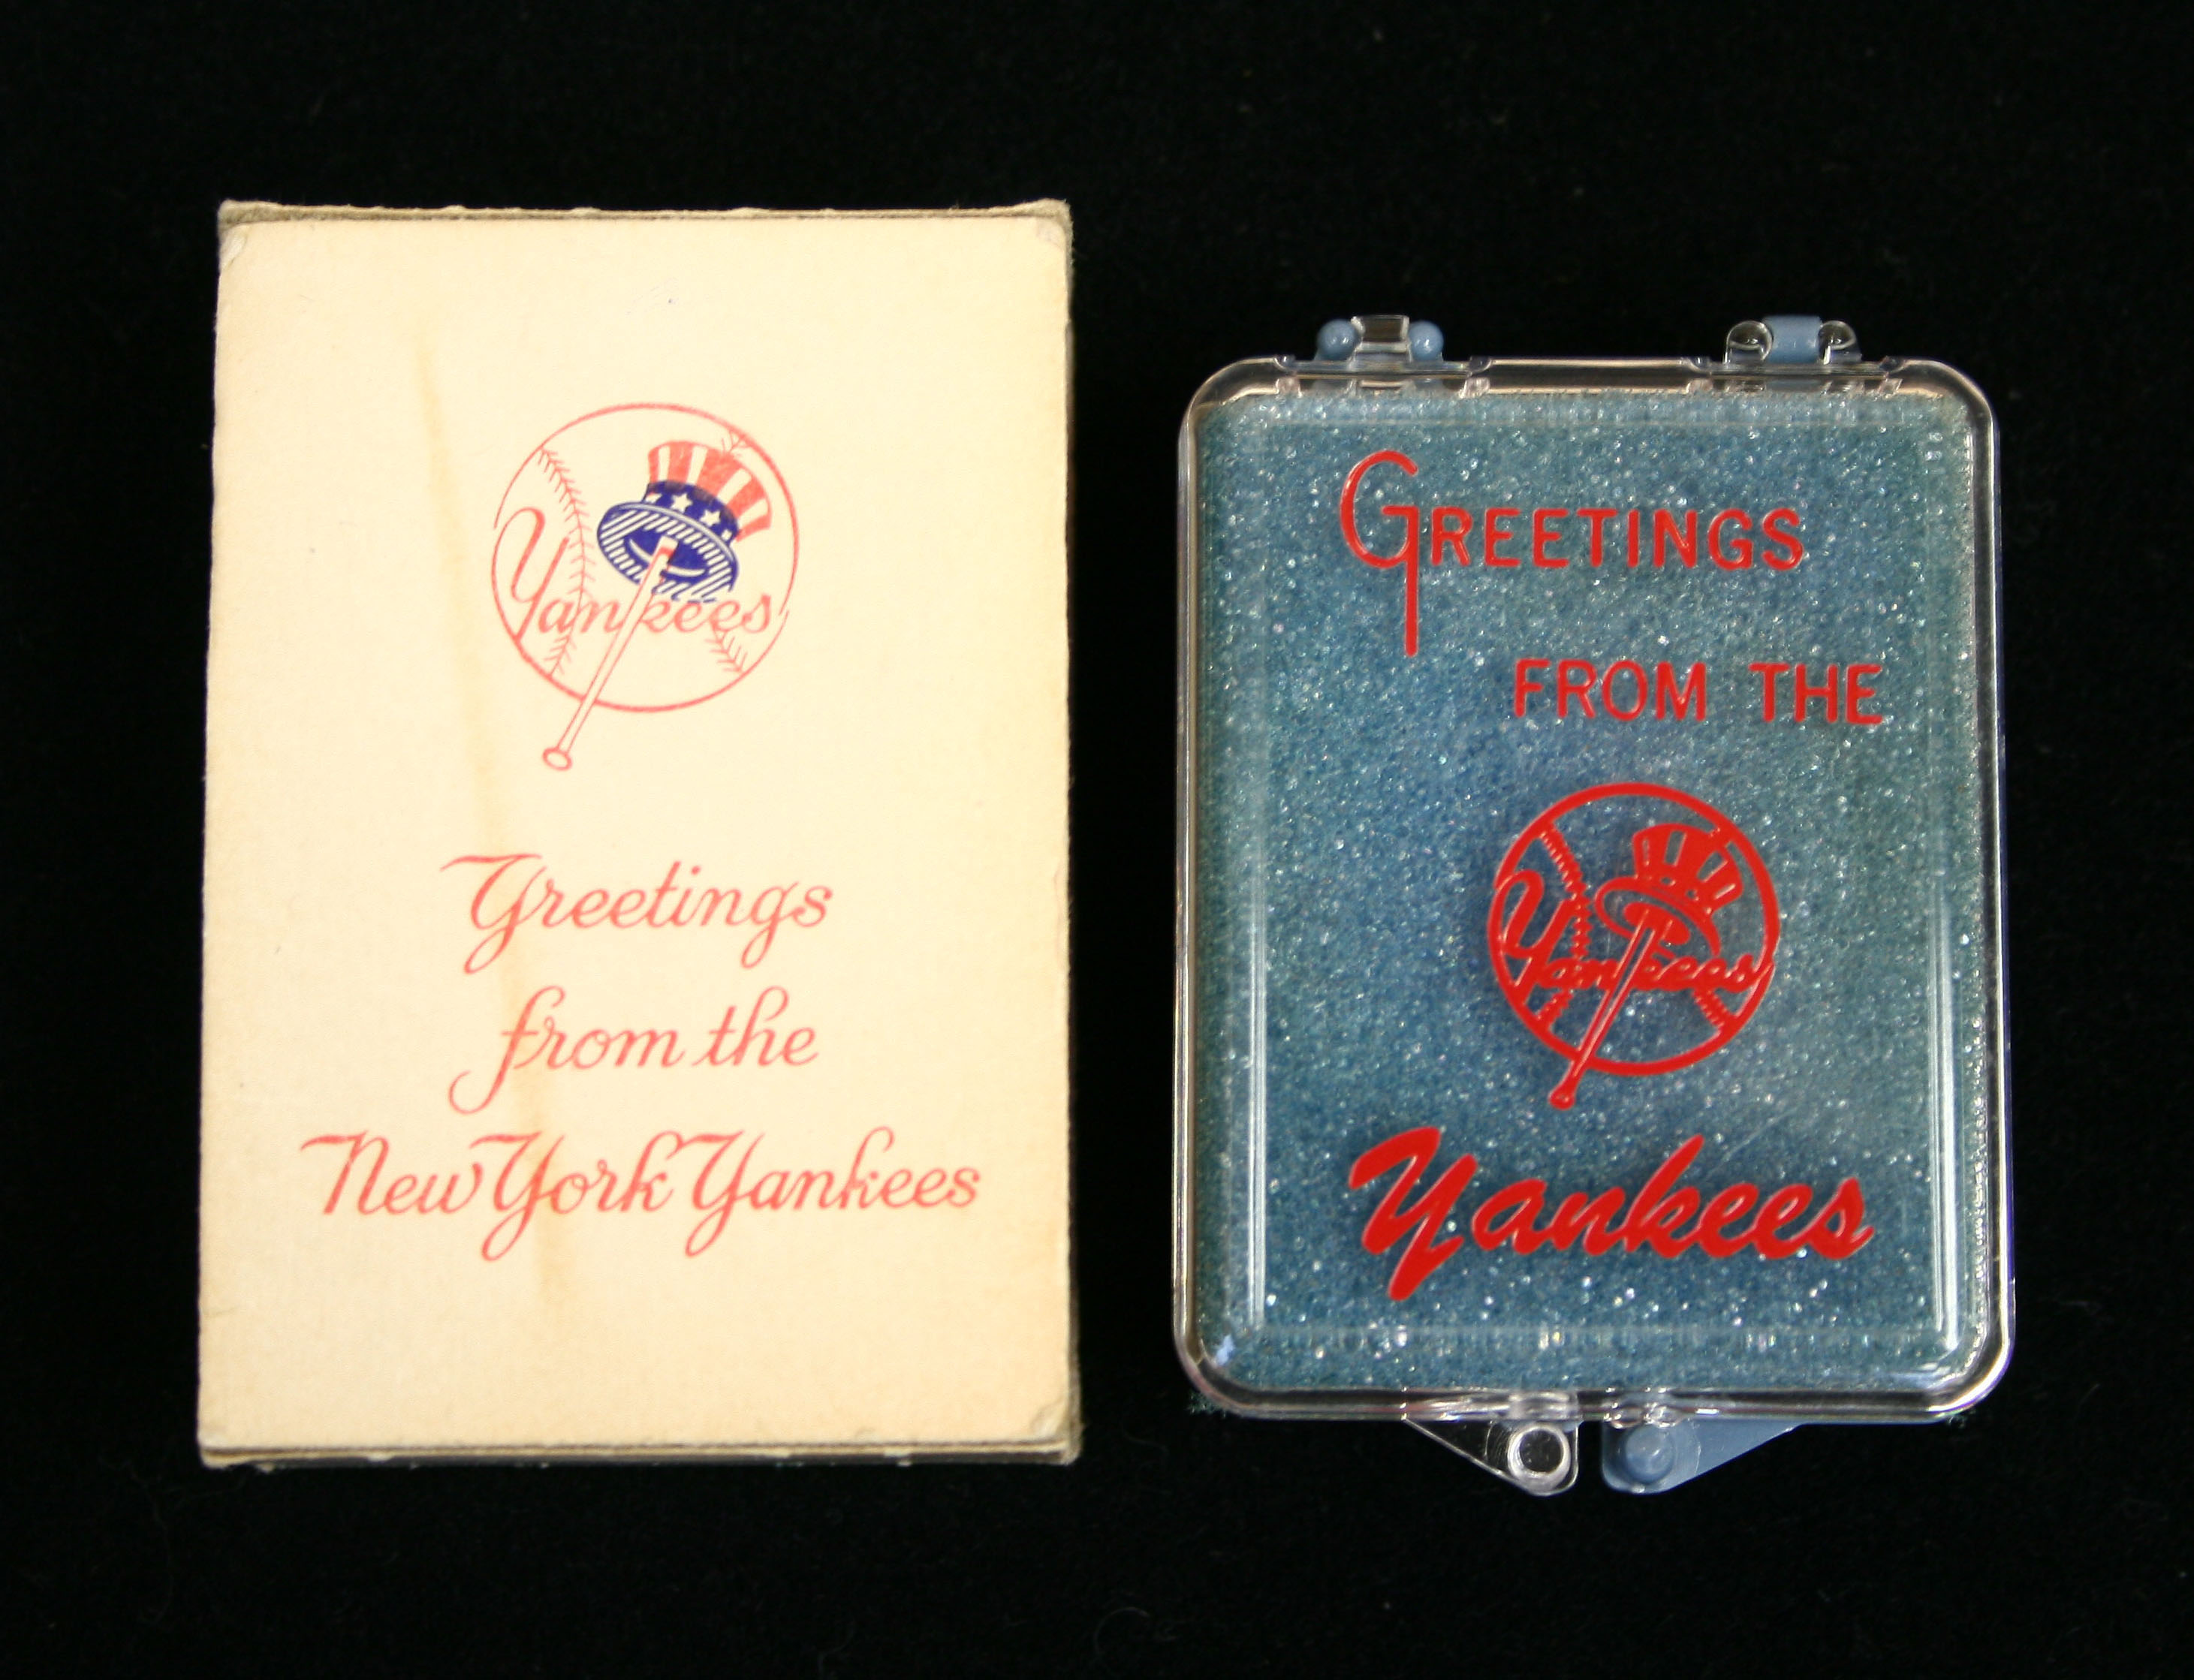 Yankees
Greetings
from the
New York Yankees
GREETINGS
FROM THE
Yankees
Yankees